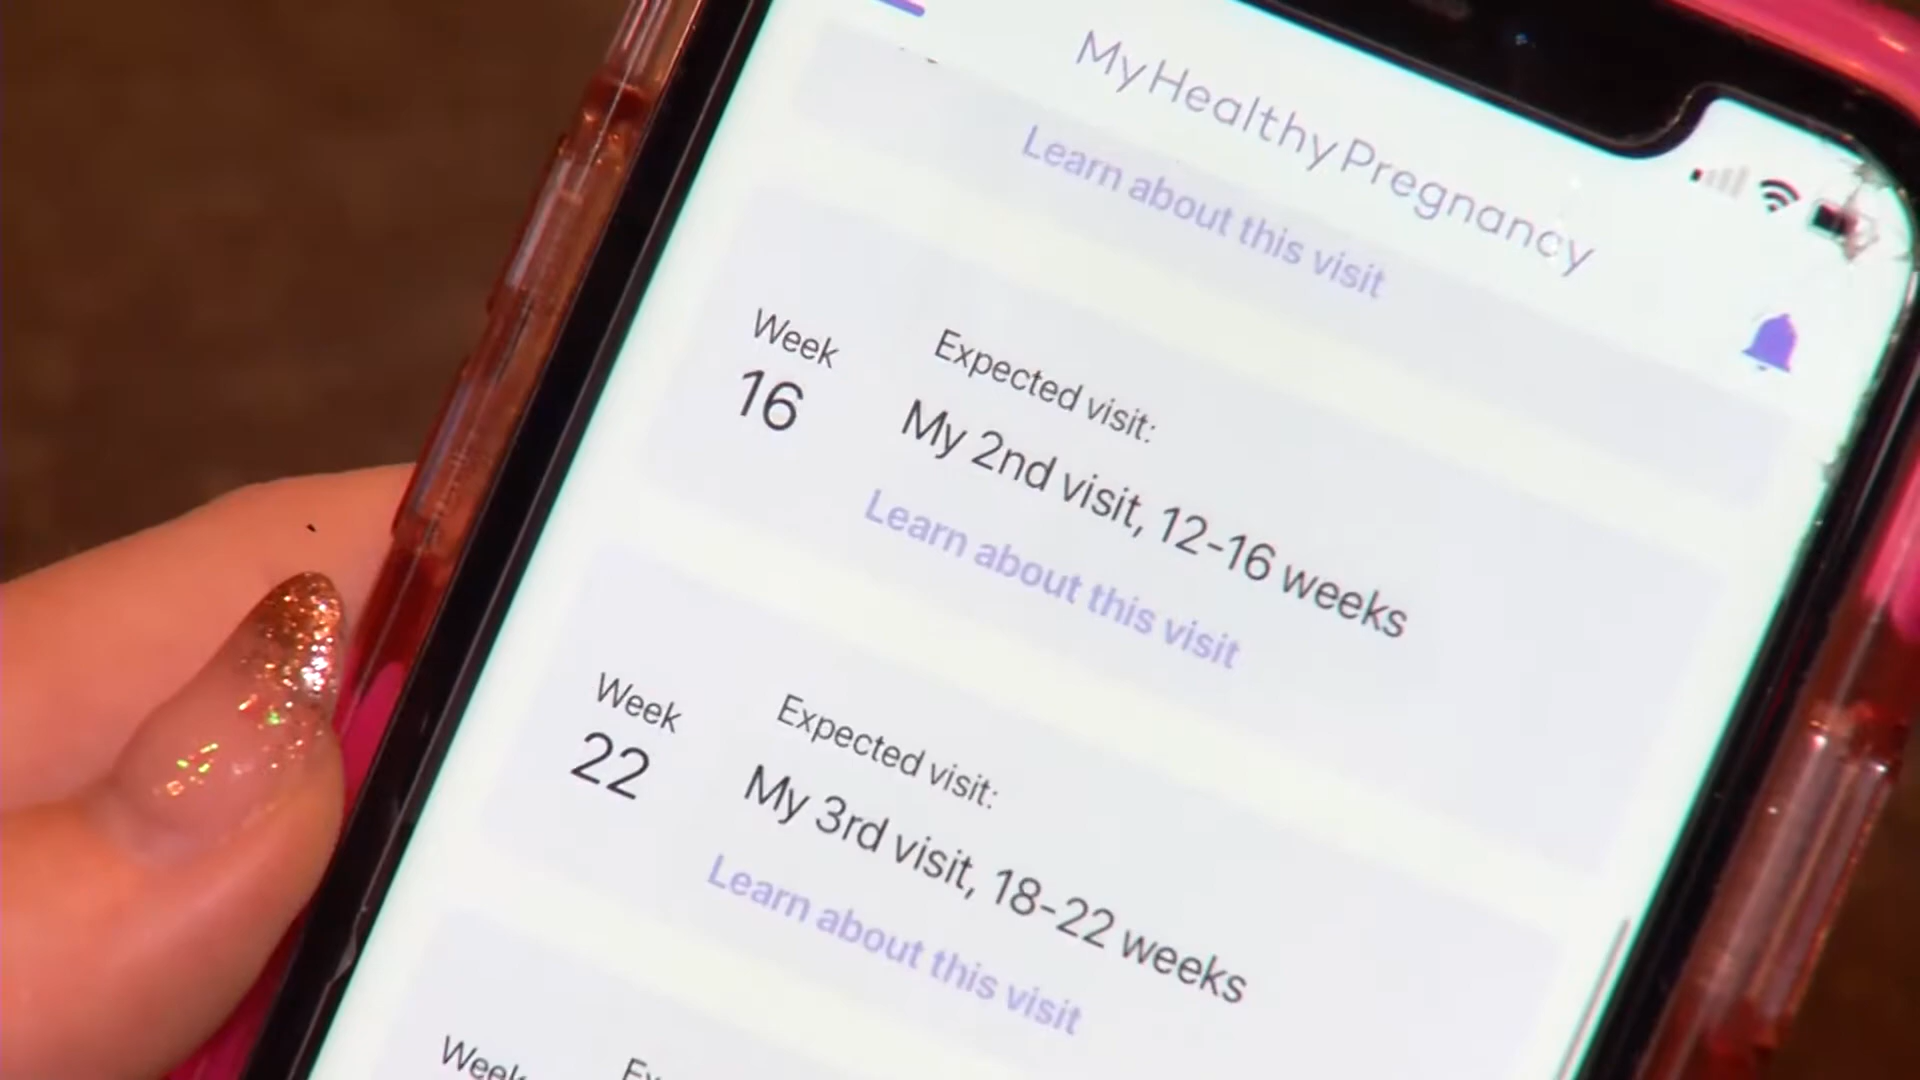 MyHealthyPregnancy
Learn about this visit
Week
16
Expected visit:
My 2nd visit, 12-16 weeks
Learn about this visit
Week
22
Expected visit:
My 3rd visit, 18-22 weeks
Learn about this visit
Week